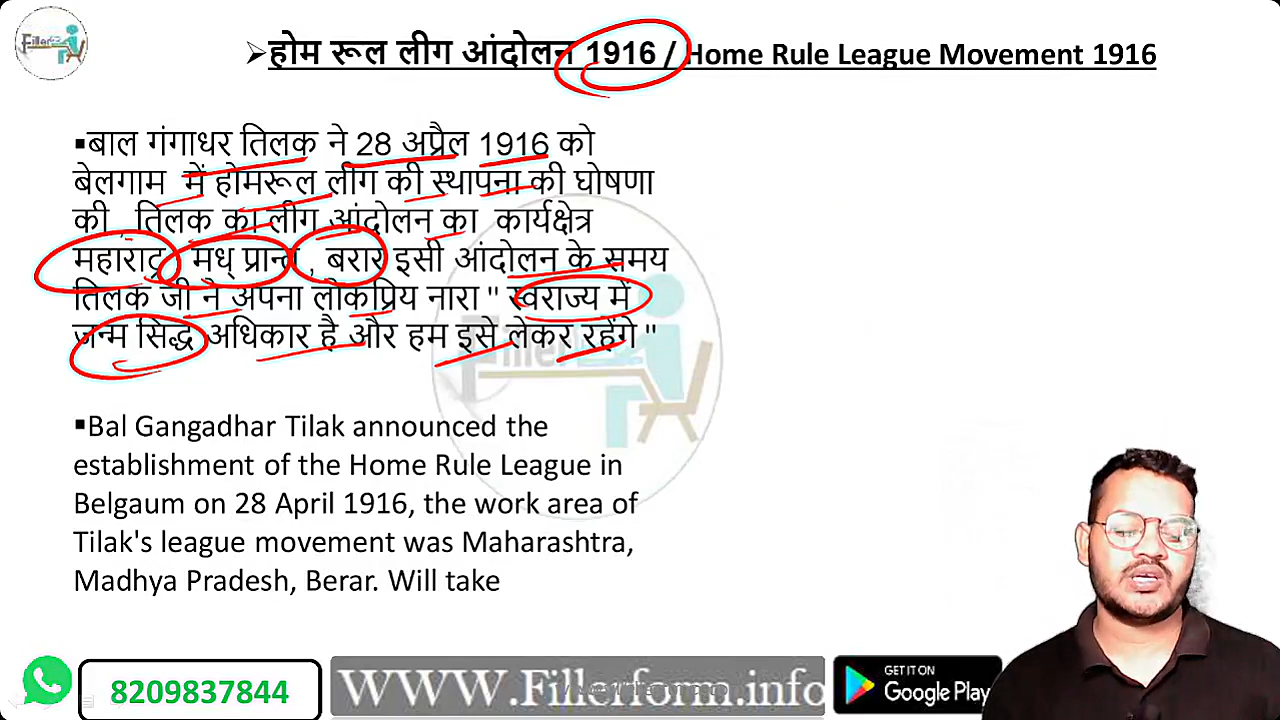 Filler form
➢होम रूल लीग आंदोलन 1916 / Home Rule League Movement 1916
▪बाल गंगाधर तिलक ने 28 अप्रैल 1916 को
बेलगाम में होमरूल लीग की स्थापना की घोषणा
की , तिलक का लीग आंदोलन का कार्यक्षेत्र
महाराट्र मध् प्रान्त , बरार इसी आंदोलन के समय
तिलक जी ने अपना लोकप्रिय नारा " स्वराज्य में
जन्म सिद्ध अधिकार है और हम इसे लेकर रहेंगे "
▪Bal Gangadhar Tilak announced the
establishment of the Home Rule League in
Belgaum on 28 April 1916, the work area of
Tilak's league movement was Maharashtra,
Madhya Pradesh, Berar. Will take
8209837844
WWW.Fillerform.info
GET IT ON
Google Play